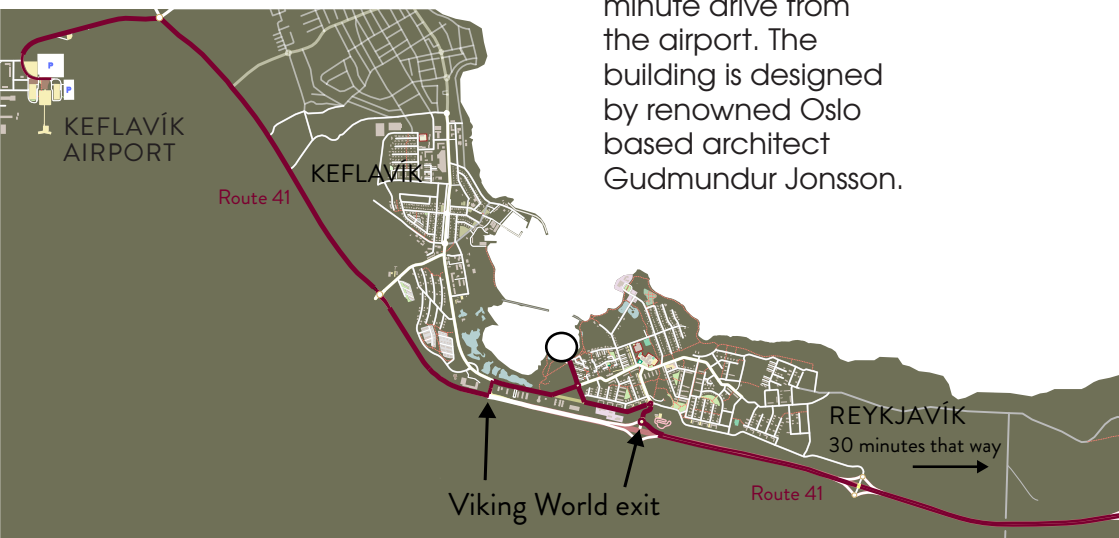 minute drive from
the airport. The
building is designed
by renowned Oslo
based architect
Gudmundur Jonsson.
P
P
KEFLAVÍK
AIRPORT
KEFLAVÍK
Route 41
REYKJAVÍK
30 minutes that way
Viking World exit
Route 41